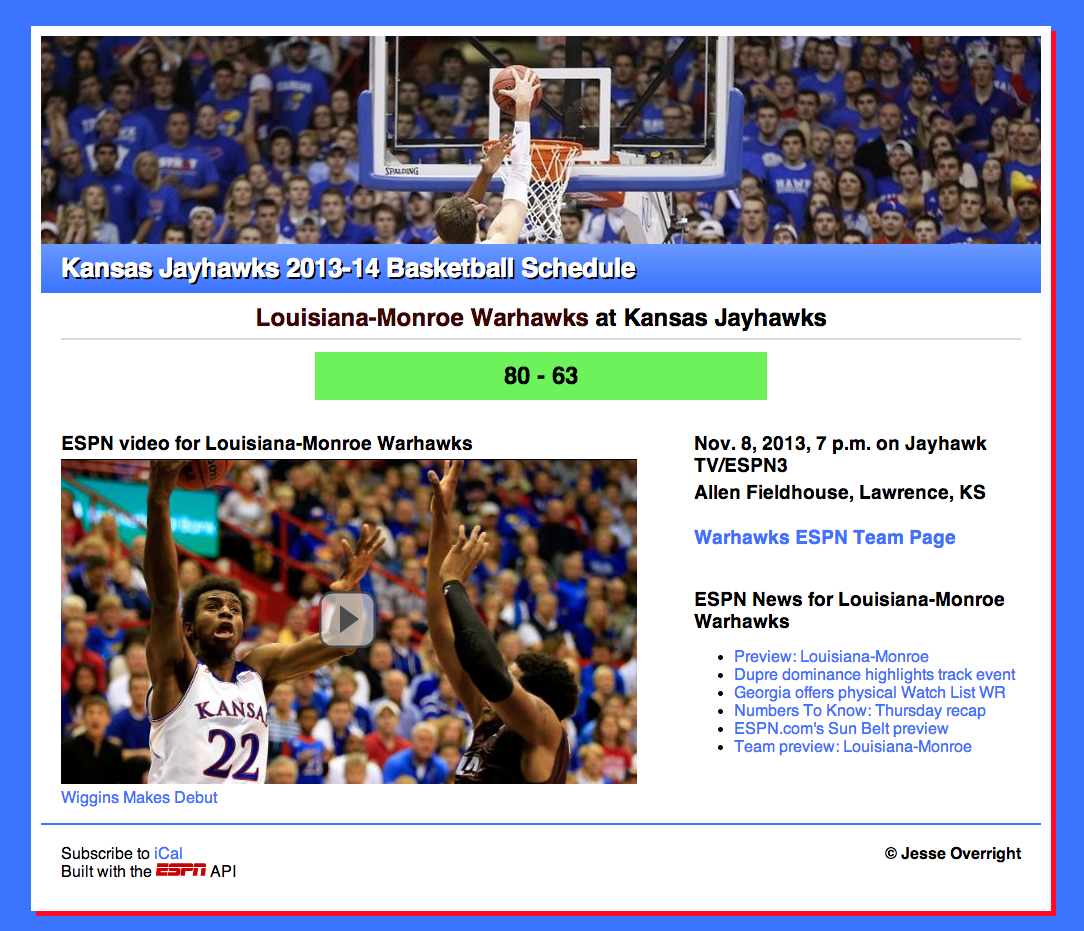 KANSAS
SPALDING
Kansas Jayhawks 2013-14 Basketball Schedule
Louisiana-Monroe Warhawks at Kansas Jayhawks
80 - 63
ESPN video for Louisiana-Monroe Warhawks
KANSA
22
Wiggins Makes Debut
Nov. 8, 2013, 7 p.m. on Jayhawk
TV/ESPN3
Allen Fieldhouse, Lawrence, KS
Warhawks ESPN Team Page
ESPN News for Louisiana-Monroe
Warhawks
Preview: Louisiana-Monroe
Dupre dominance highlights track event
Georgia offers physical Watch List WR
Numbers To Know: Thursday recap
ESPN.com's Sun Belt preview
Team preview: Louisiana-Monroe
Subscribe to iCal
Built with the ESPN API
© Jesse Overright